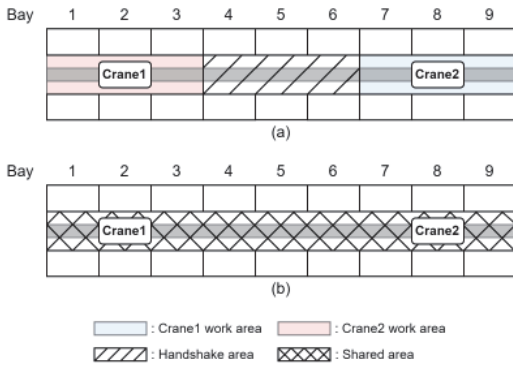 Bay 1 2 3 4 5 6 7 8 9
Crane1 Crane2
(a)
Bay 1 2 3 4 5 6 7 8 9
Crane1 Crane2
(b)
: Crane1 work area : Crane2 work area
: Handshake area : Shared area